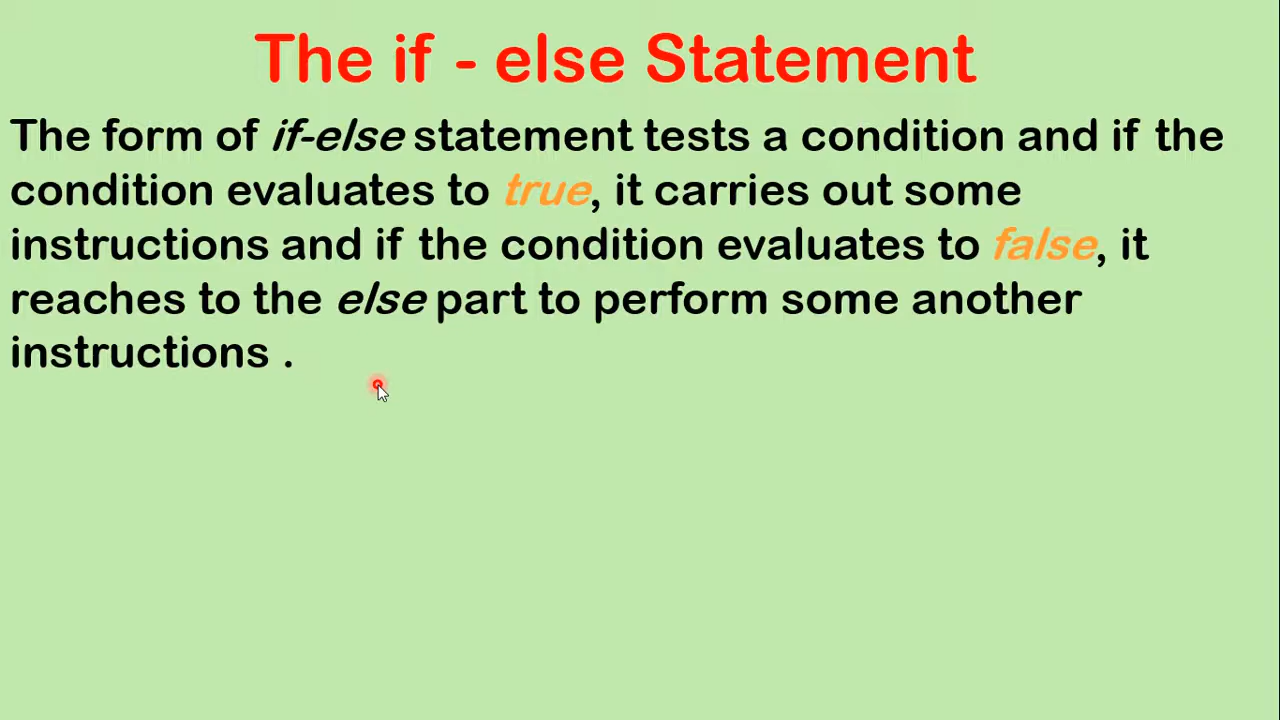 The if - else Statement
The form of if-else statement tests a condition and if the
condition evaluates to true, it carries out some
instructions and if the condition evaluates to false, it
reaches to the else part to perform some another
instructions .